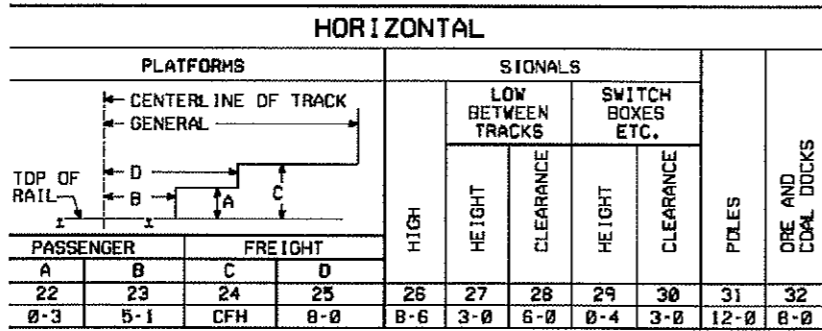 HORIZONTAL
PLATFORMS
SIGNALS
CENTERLINE OF TRACK
GENERAL
D
B
A
C
TOP OF
RAIL
I I
LOW
BETWEEN
TRACKS
SWITCH
BOXES
ETC.
HIGH
HEIGHT
CLEARANCE
HEIGHT
CLEARANCE
POLES
ORE AND
COAL DOCKS
PASSENGER FREIGHT
A B C D
22 23 24 25 26 27 28 29 30 31 32
0-3 5-1 CFH 8-0 8-6 3-0 6-0 0-4 3-0 12-0 8-0